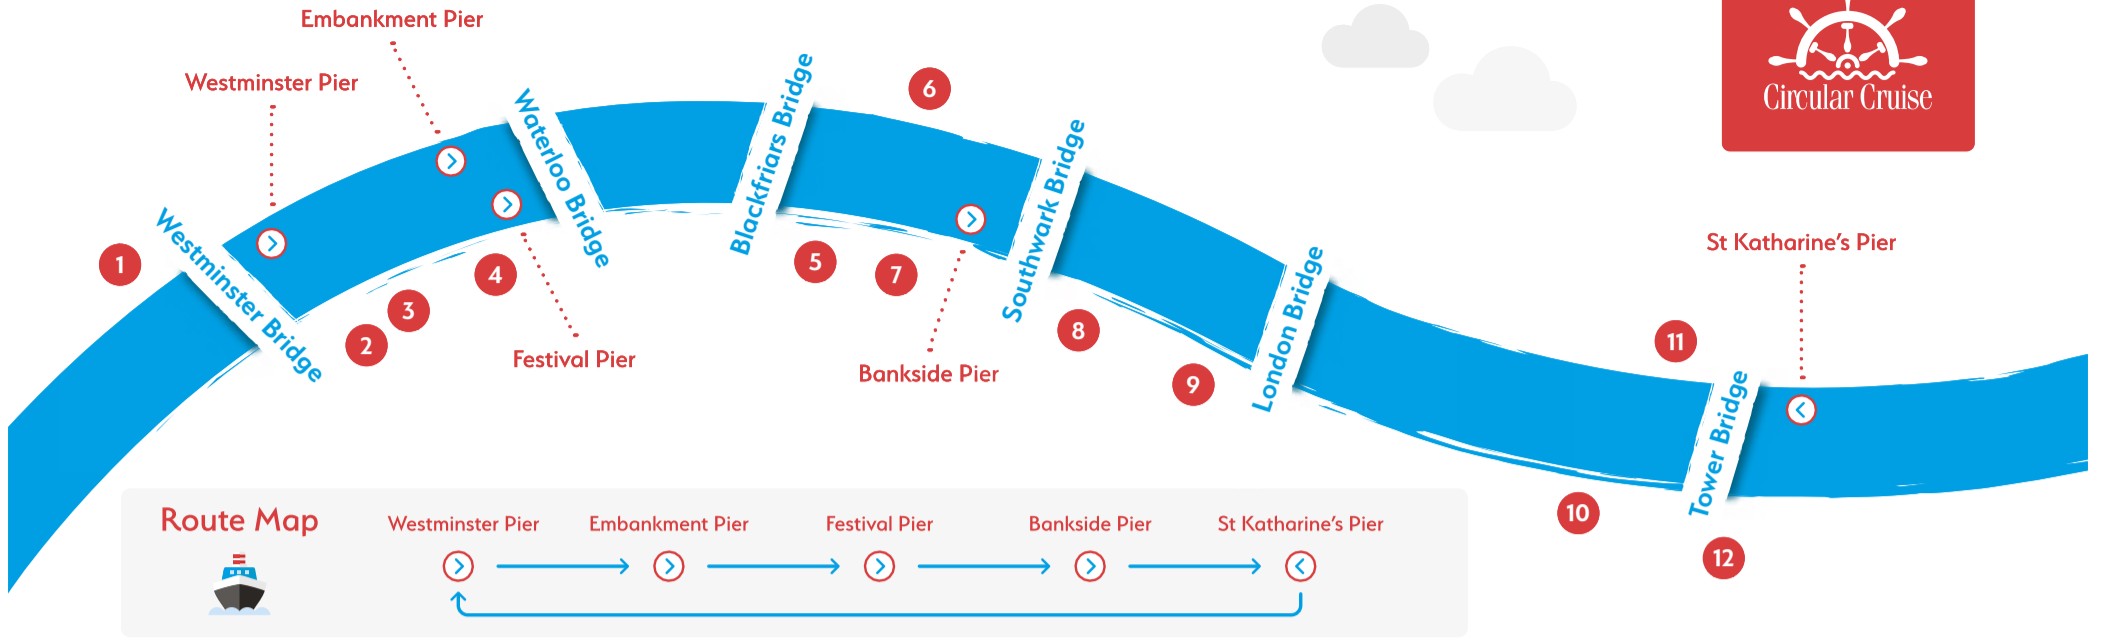 Embankment Pier
Westminster Pier
Circular Cruise
6
Waterloo Bridge
Blackfriars Bridge
Southwark Bridge
Westminster Bridge
1
4
3
2
5
7
St Katharine's Pier
Festival Pier
Bankside Pier
8
9
London Bridge
11
Tower Bridge
10
12
Route Map
Westminster Pier
Embankment Pier
Festival Pier
Bankside Pier
St Katharine's Pier